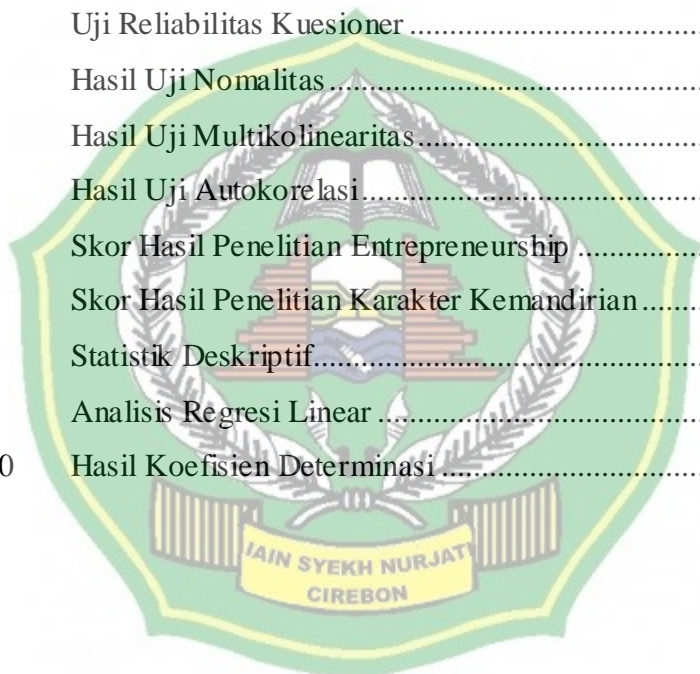 Uji Reliabilitas Kuesioner ....................................
Hasil Uji Nomalitas ..............................................
Hasil Uji Multikolinearitas ...................................
Hasil Uji Autokorelasi ..........................................
Skor Hasil Penelitian Entrepreneurship ...............
Skor Hasil Penelitian Karakter Kemandirian .......
Statistik Deskriptif ................................................
Analisis Regresi Linear ........................................
0 Hasil Koefisien Determinasi ................................
IAIN SYEKH NURJATI
CIREBON